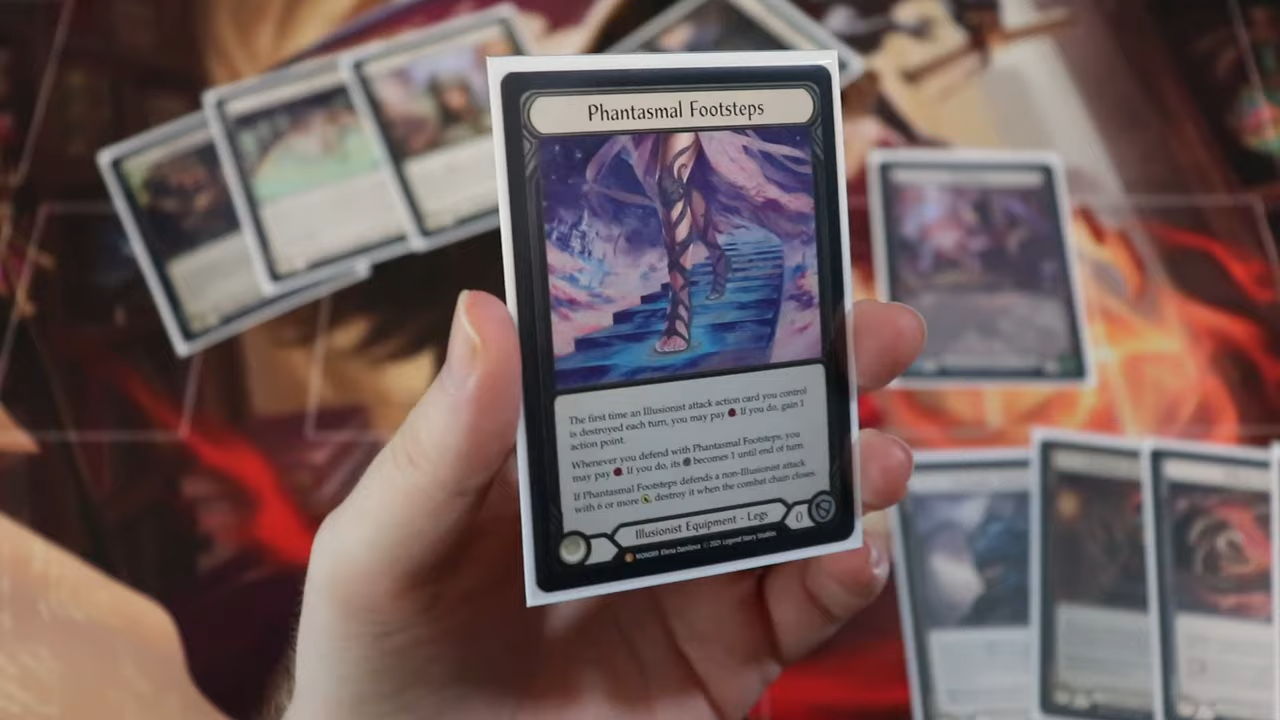 Phantasmal Footsteps
The first time an Illusionist attack action card you control
is destroyed each turn, you may pay . If you do, gain 1
action point.
Whenever you defend with Phantasmal Footsteps, you
may pay . If you do, its becomes 1 until end of turn.
If Phantasmal Footsteps defends a non-Illusionist attack
with 6 or more , destroy it when the combat chain closes.
Illusionist Equipment - Legs
0
MON089 Elena Danilova © 2021 Legend Story Studios